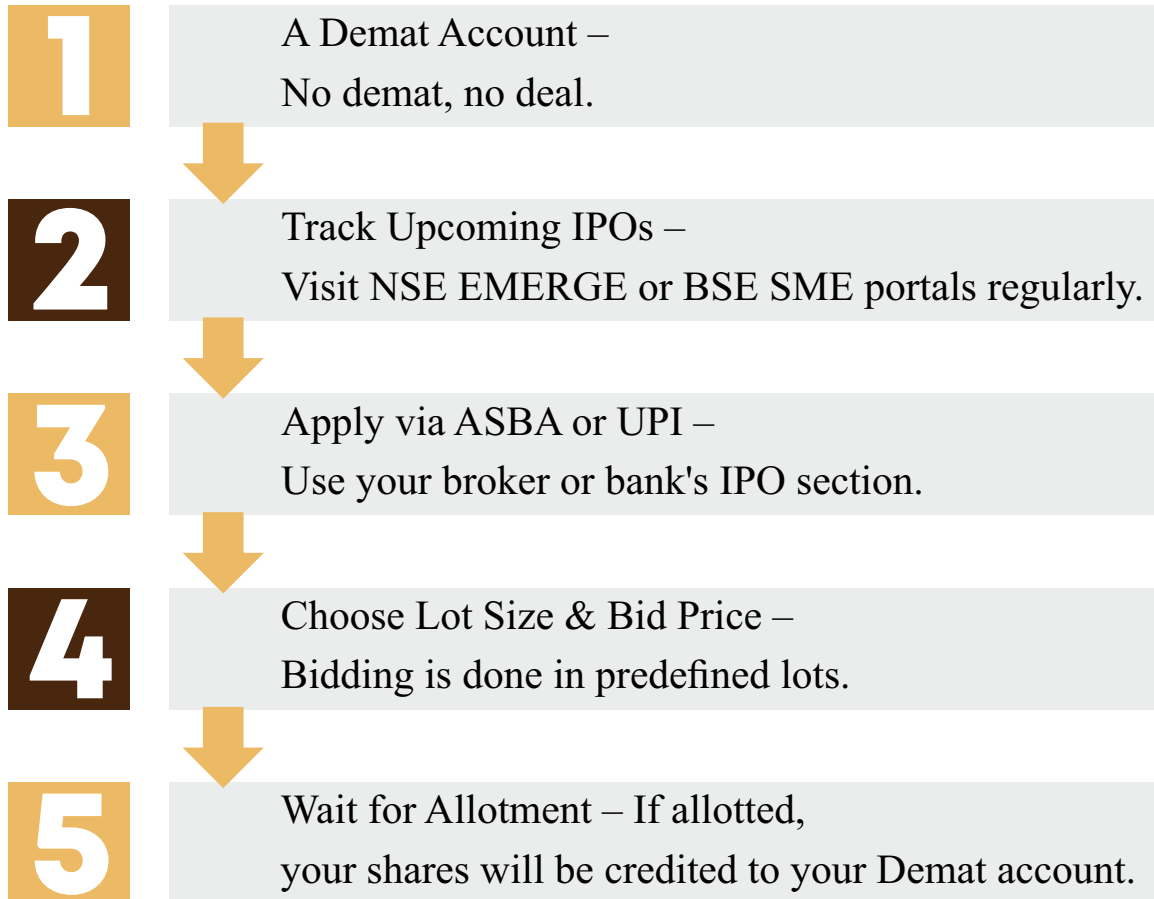 1
A Demat Account –
No demat, no deal.
2
Track Upcoming IPOs –
Visit NSE EMERGE or BSE SME portals regularly.
3
Apply via ASBA or UPI –
Use your broker or bank's IPO section.
4
Choose Lot Size & Bid Price –
Bidding is done in predefined lots.
5
Wait for Allotment – If allotted,
your shares will be credited to your Demat account.